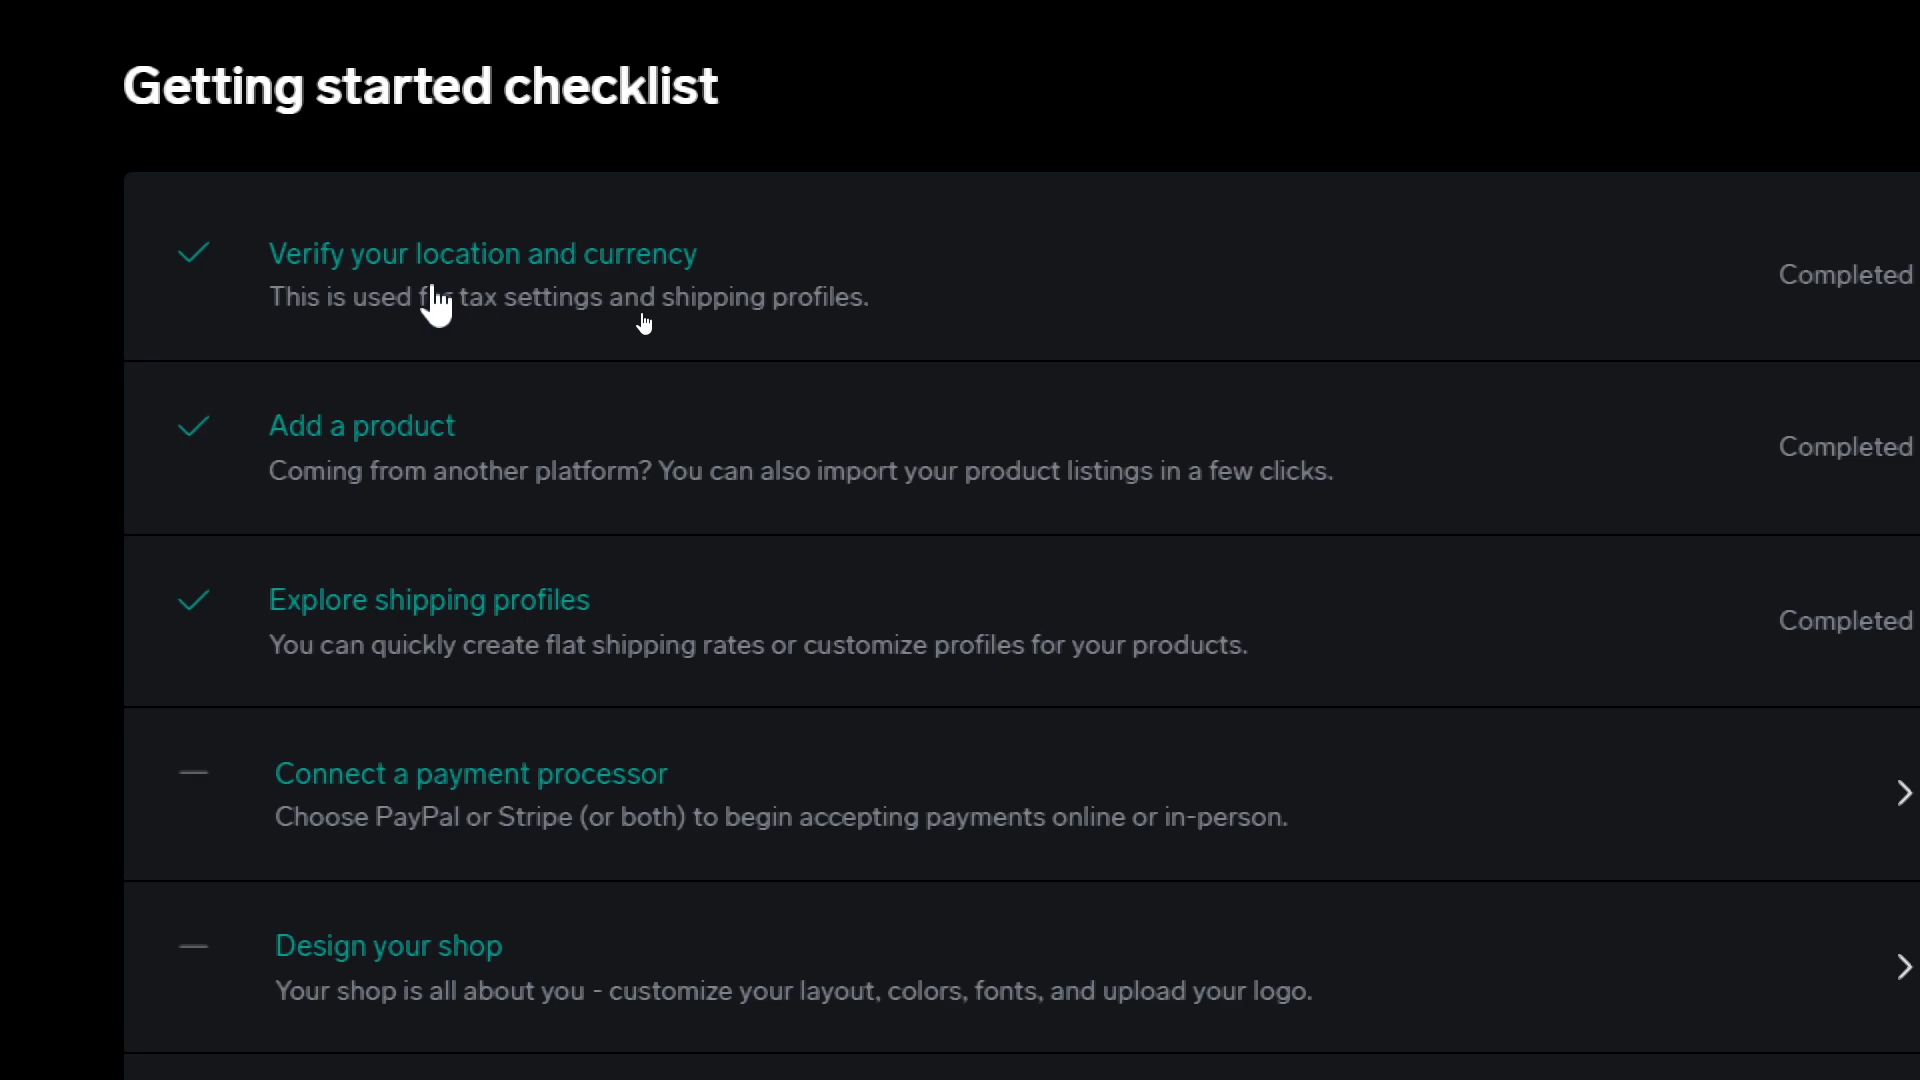 Getting started checklist
Verify your location and currency
This is used for tax settings and shipping profiles.
Completed
Add a product
Coming from another platform? You can also import your product listings in a few clicks.
Completed
Explore shipping profiles
You can quickly create flat shipping rates or customize profiles for your products.
Completed
Connect a payment processor
Choose PayPal or Stripe (or both) to begin accepting payments online or in-person.
Design your shop
Your shop is all about you - customize your layout, colors, fonts, and upload your logo.